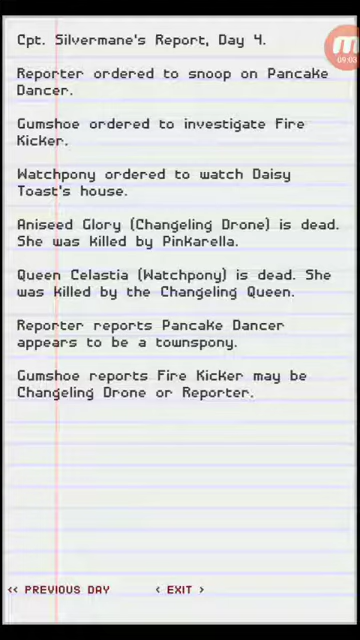 Cpt. Silvermane's Report, Day 4.
Reporter ordered to snoop on Pancake
Dancer.
Gumshoe ordered to investigate Fire
Kicker.
Watchpony ordered to watch Daisy
Toast's house.
Aniseed Glory (Changeling Drone) is dead.
She was killed by Pinkarella.
Queen Celastia (Watchpony) is dead. She
was killed by the Changeling Queen.
Reporter reports Pancake Dancer
appears to be a townspony.
Gumshoe reports Fire Kicker may be
Changeling Drone or Reporter.
<< PREVIOUS DAY < EXIT >
09:03